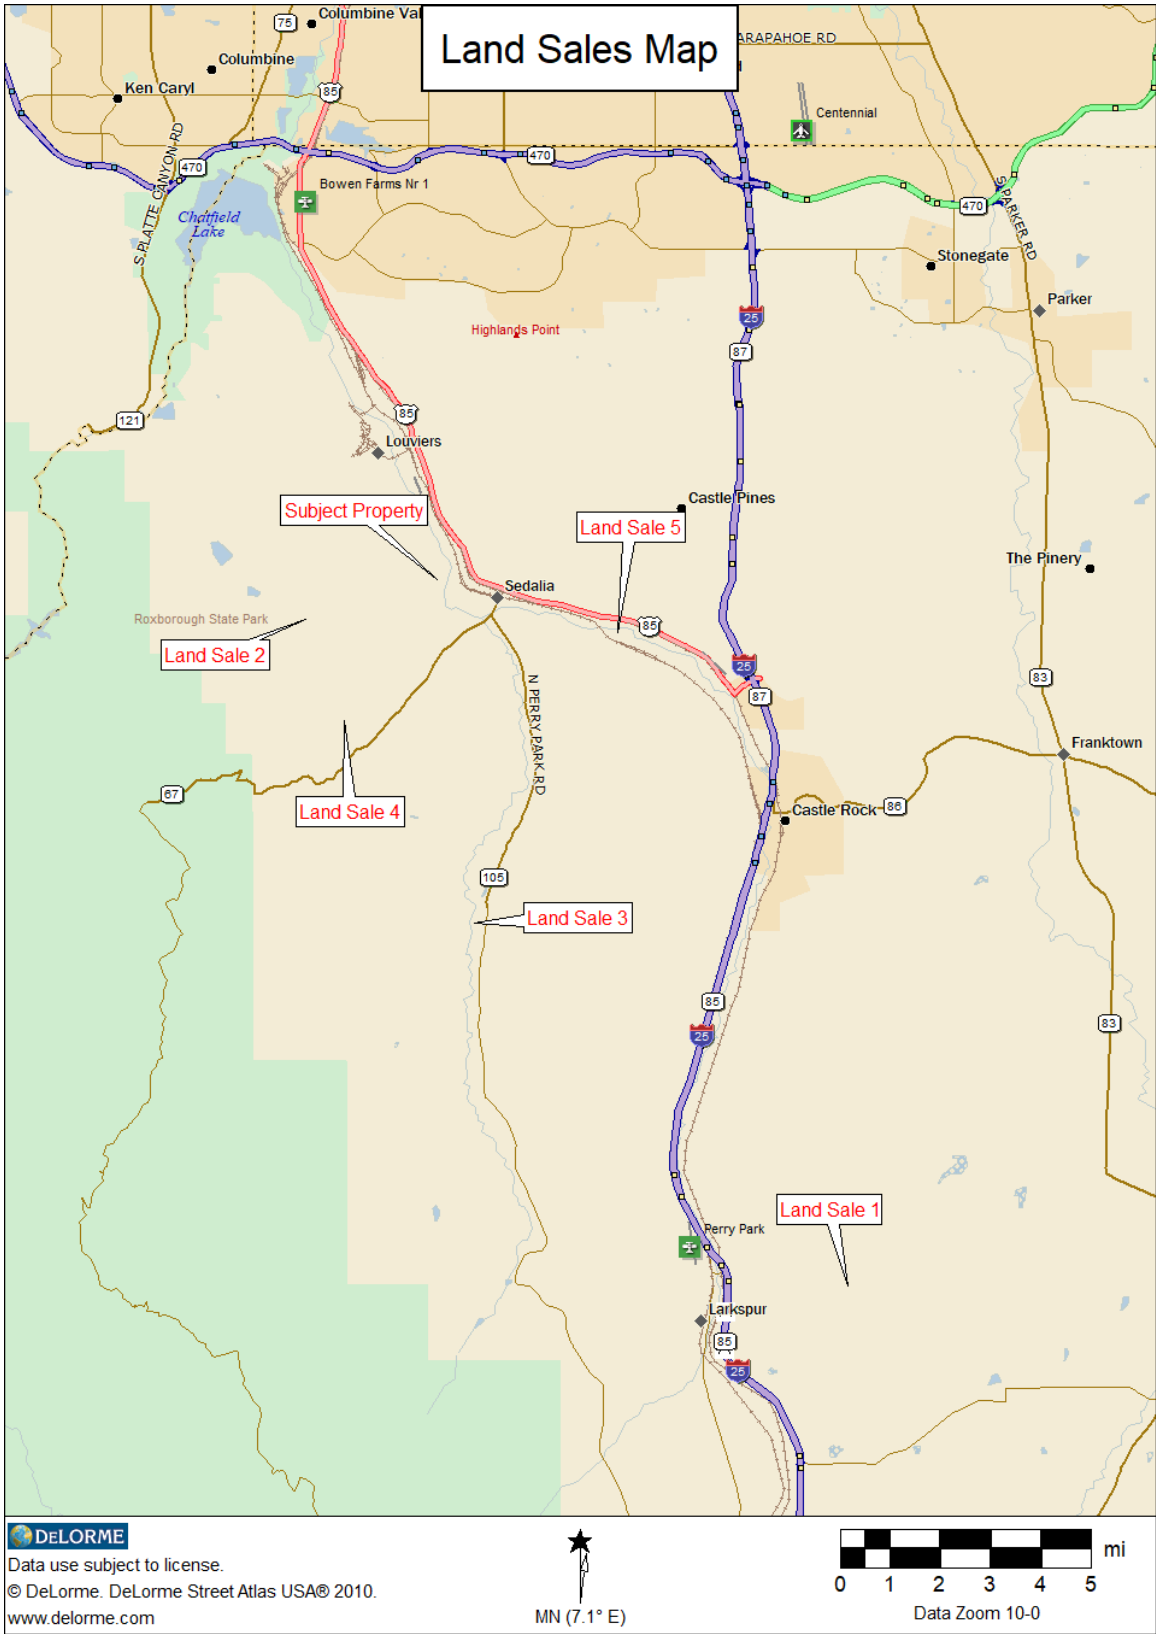 Land Sales Map
Columbine Val
75
ARAPAHOE RD
Columbine
Ken Caryl
85
Centennial
S PLATTE CANYON RD
470
470
Bowen Farms Nr 1
470
S PARKER RD
Chatfield
Lake
Stonegate
Parker
25
Highlands Point
87
85
121
Louviers
Castle Pines
Subject Property
Land Sale 5
The Pinery
Sedalia
Roxborough State Park
85
Land Sale 2
25
83
N PERRY PARK RD
87
Franktown
67
Land Sale 4
86
Castle Rock
105
Land Sale 3
85
83
25
Land Sale 1
Perry Park
Larkspur
85
25
DELORME
Data use subject to license.
© DeLorme. DeLorme Street Atlas USA® 2010.
www.delorme.com
MN (7.1° E)
mi
0 1 2 3 4 5
Data Zoom 10-0